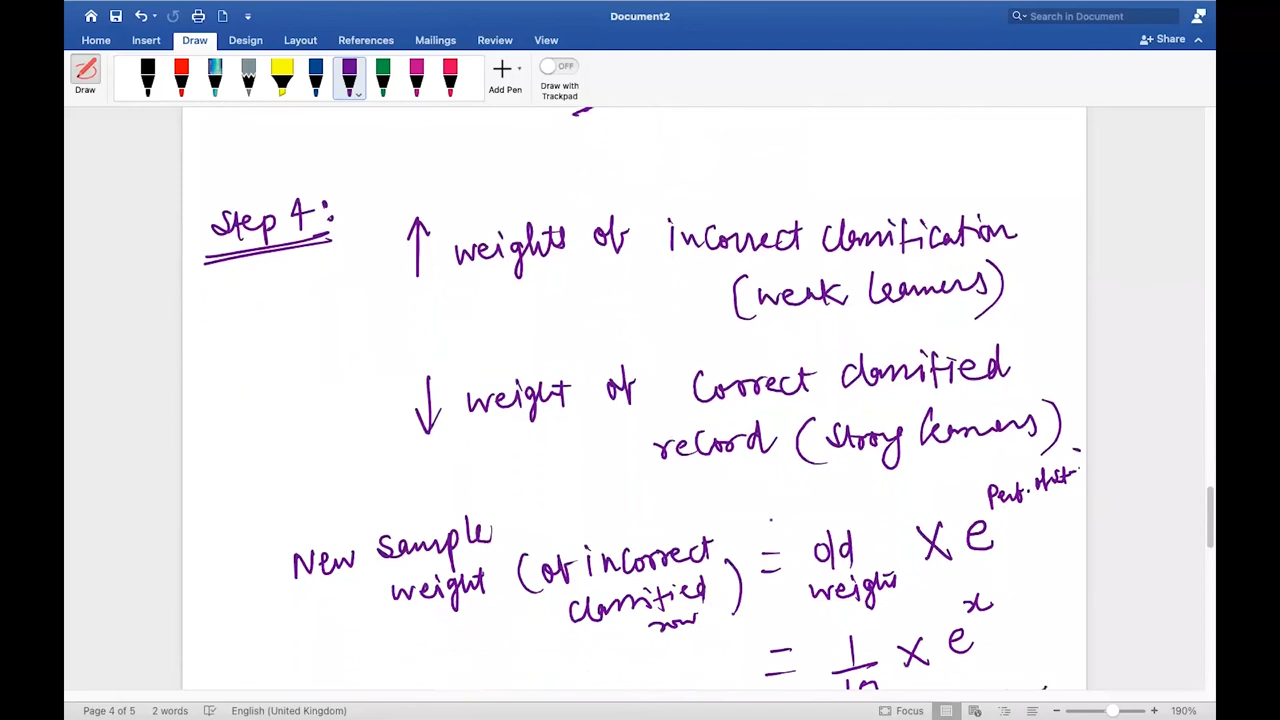 Document2
Search in Document
Home Insert Draw Design Layout References Mailings Review View
Share
Draw
Add Pen
OFF
Draw with
Trackpad
Step 4:
↑ weights of incorrect classification
(weak learners)
↓ weight of correct classified
record (strong learners)
New sample
weight (of incorrect
classified
row) = old
weight × e
= 1 × e^x
Page 4 of 5 2 words English (United Kingdom) Focus 190%